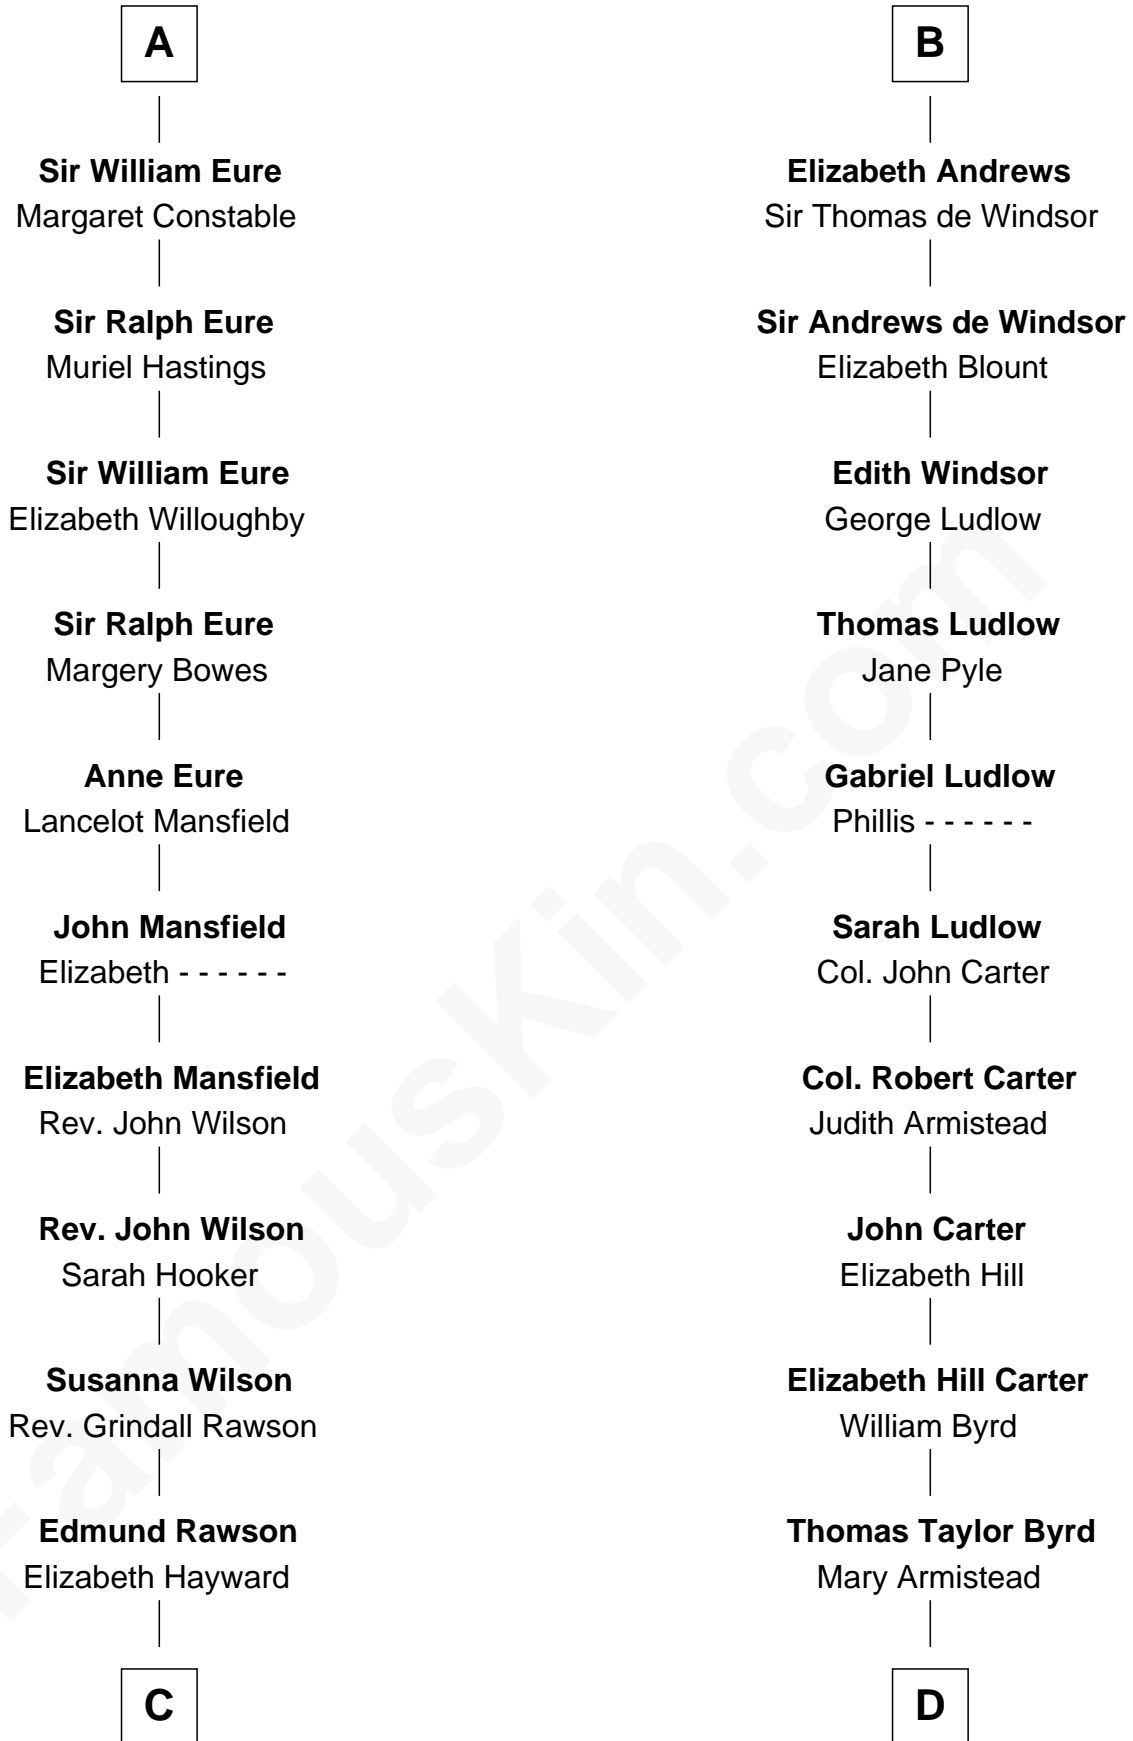 A
Sir William Eure
Margaret Constable
Sir Ralph Eure
Muriel Hastings
Sir William Eure
Elizabeth Willoughby
Sir Ralph Eure
Margery Bowes
Anne Eure
Lancelot Mansfield
John Mansfield
Elizabeth - - - - - -
Elizabeth Mansfield
Rev. John Wilson
Rev. John Wilson
Sarah Hooker
Susanna Wilson
Rev. Grindall Rawson
Edmund Rawson
Elizabeth Hayward
C
B
Elizabeth Andrews
Sir Thomas de Windsor
Sir Andrews de Windsor
Elizabeth Blount
Edith Windsor
George Ludlow
Thomas Ludlow
Jane Pyle
Gabriel Ludlow
Phillis - - - - - -
Sarah Ludlow
Col. John Carter
Col. Robert Carter
Judith Armistead
John Carter
Elizabeth Hill
Elizabeth Hill Carter
William Byrd
Thomas Taylor Byrd
Mary Armistead
D
FamousKin.com